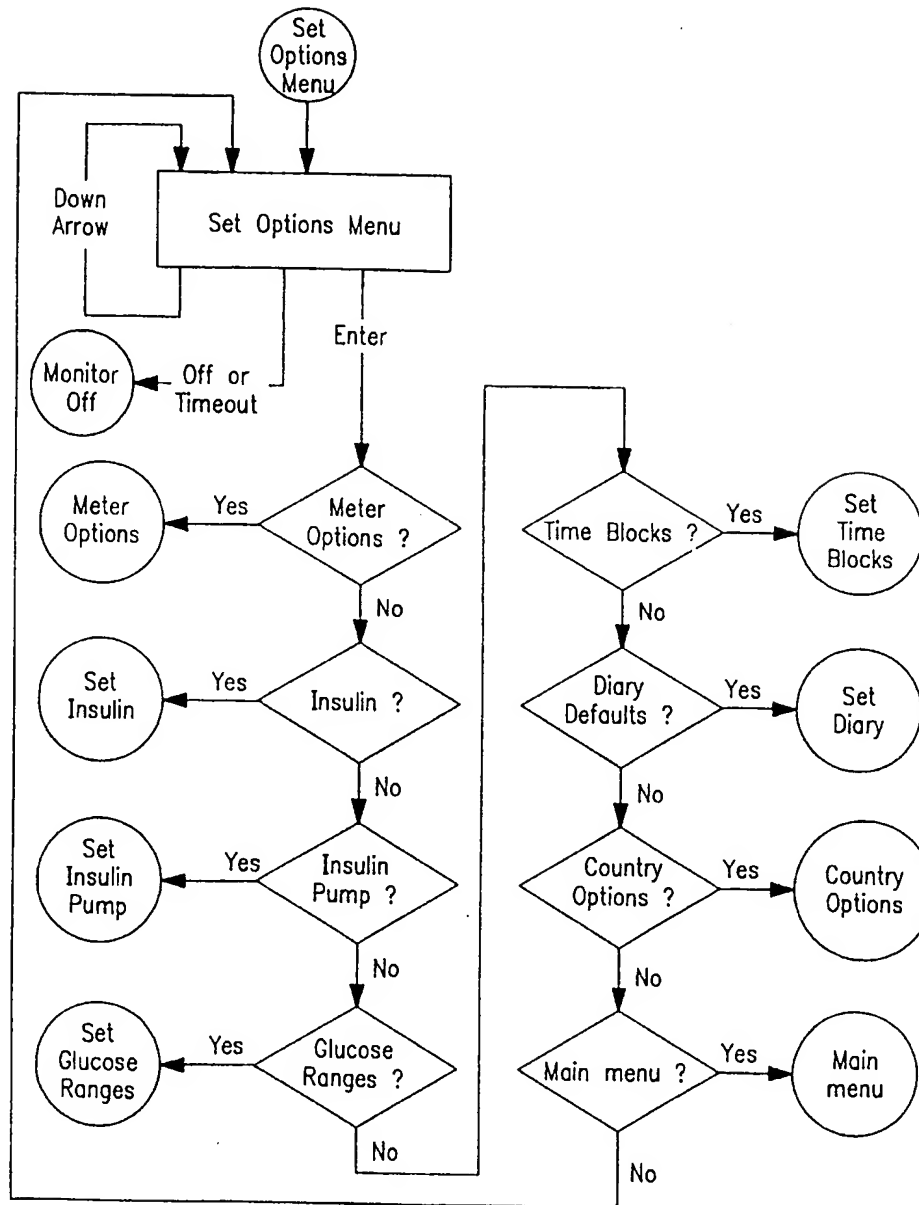 Set
Options
Menu
Down
Arrow
Set Options Menu
Enter
Monitor
Off
Off or
Timeout
Meter
Options
Yes
Meter
Options ?
No
Set
Insulin
Yes
Insulin ?
No
Set
Insulin
Pump
Yes
Insulin
Pump ?
No
Set
Glucose
Ranges
Yes
Glucose
Ranges ?
No
Time Blocks ?
Yes
Set
Time
Blocks
No
Diary
Defaults ?
Yes
Set
Diary
No
Country
Options ?
Yes
Country
Options
No
Main menu ?
Yes
Main
menu
No